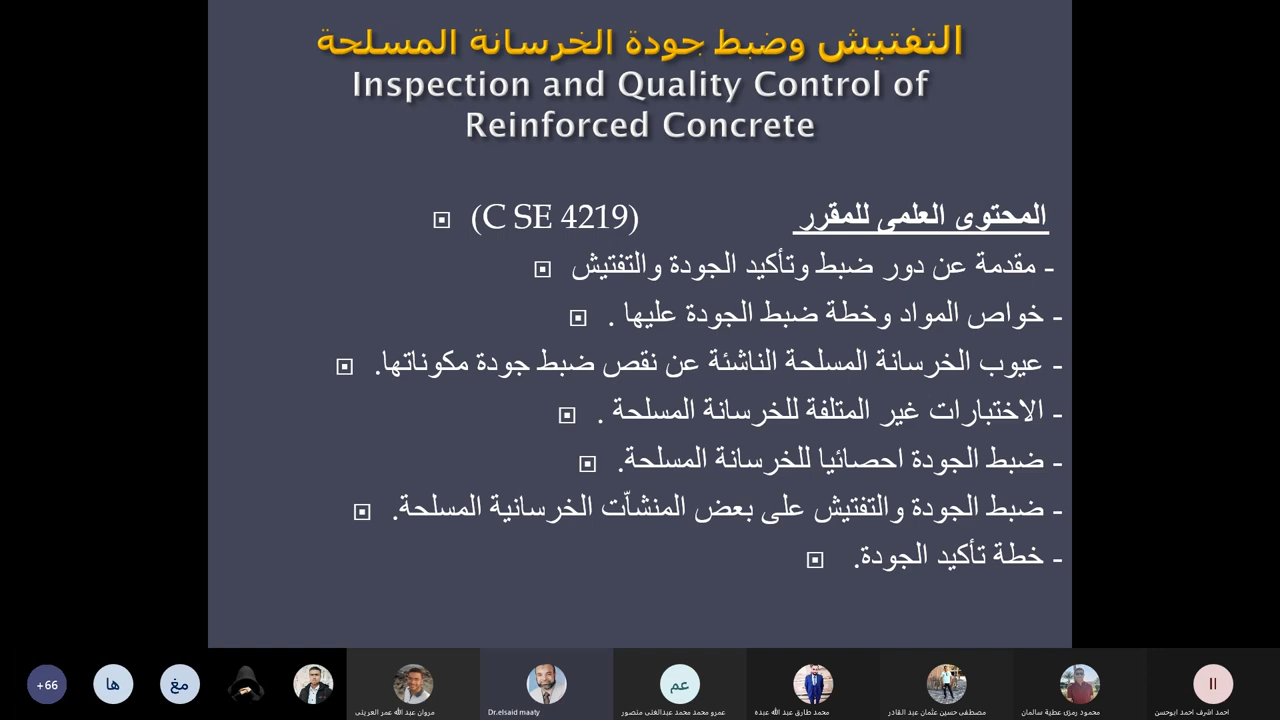 التفتيش وضبط جودة الخرسانة المسلحة
Inspection and Quality Control of
Reinforced Concrete
المحتوى العلمى للمقرر (C SE 4219)
- مقدمة عن دور ضبط وتأكيد الجودة والتفتيش
- خواص المواد وخطة ضبط الجودة عليها .
- عيوب الخرسانة المسلحة الناشئة عن نقص ضبط جودة مكوناتها.
- الاختبارات غير المتلفة للخرسانة المسلحة .
- ضبط الجودة احصائيا للخرسانة المسلحة.
- ضبط الجودة والتفتيش على بعض المنشآت الخرسانية المسلحة.
- خطة تأكيد الجودة.
+66
ها
مغ
مروان عبد الله عمر العرينى
Dr.elsaid maaty
عم
عمرو محمد محمد عبدالغنى منصور
محمد طارق عبد الله عبده
مصطفى حسين عثمان عبد القادر
محمود رمزى عطية سالمان
اا
احمد اشرف احمد ابوحسن